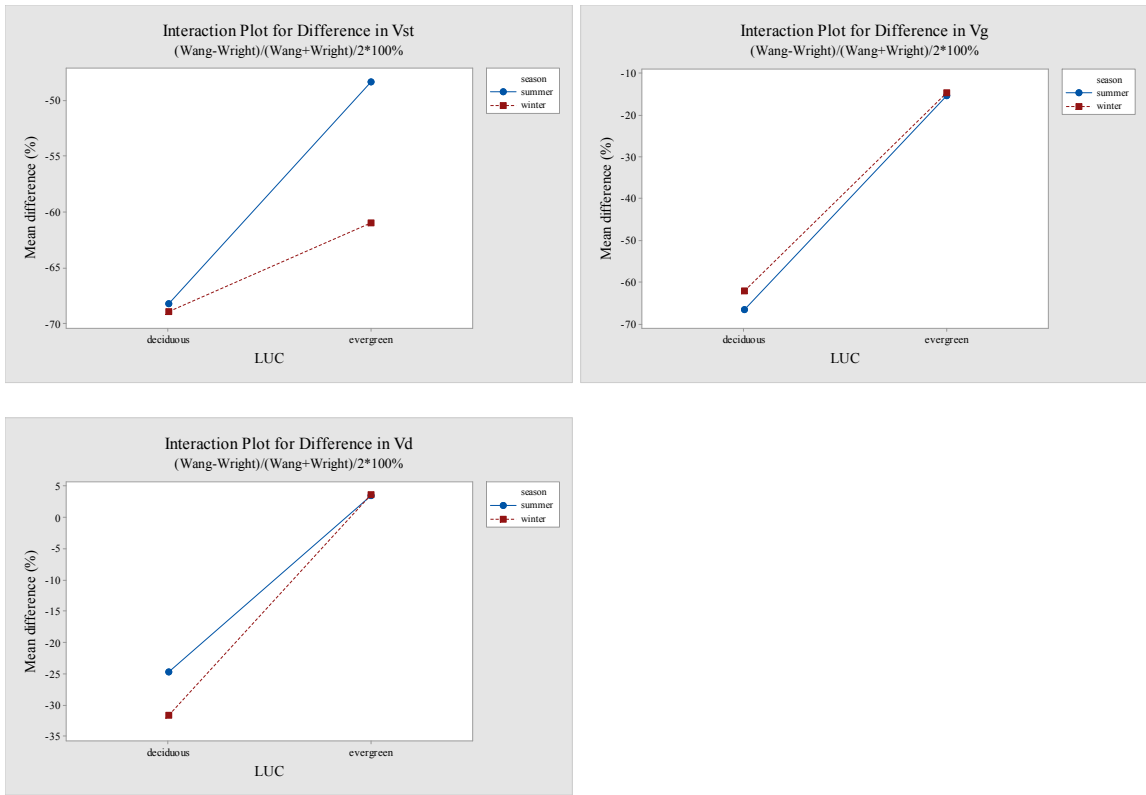 Interaction Plot for Difference in Vst
(Wang-Wright)/(Wang+Wright)/2*100%
season
summer
winter
Mean difference (%)
-50
-55
-60
-65
-70
deciduous evergreen
LUC
Interaction Plot for Difference in Vg
(Wang-Wright)/(Wang+Wright)/2*100%
season
summer
winter
Mean difference (%)
-10
-20
-30
-40
-50
-60
-70
deciduous evergreen
LUC
Interaction Plot for Difference in Vd
(Wang-Wright)/(Wang+Wright)/2*100%
season
summer
winter
Mean difference (%)
5
0
-5
-10
-15
-20
-25
-30
-35
deciduous evergreen
LUC